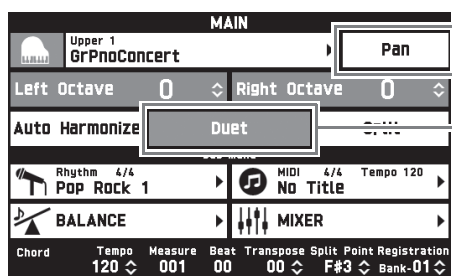 MAIN
Upper 1
GrPnoConcert
Pan
Left Octave 0 Right Octave 0
Auto Harmonize Duet
Rhythm 4/4 MIDI 4/4 Tempo 120
Pop Rock 1 No Title
BALANCE MIXER
Chord Tempo Measure Beat Transpose Split Point Registration
120 001 00 00 F#3 Bank-01